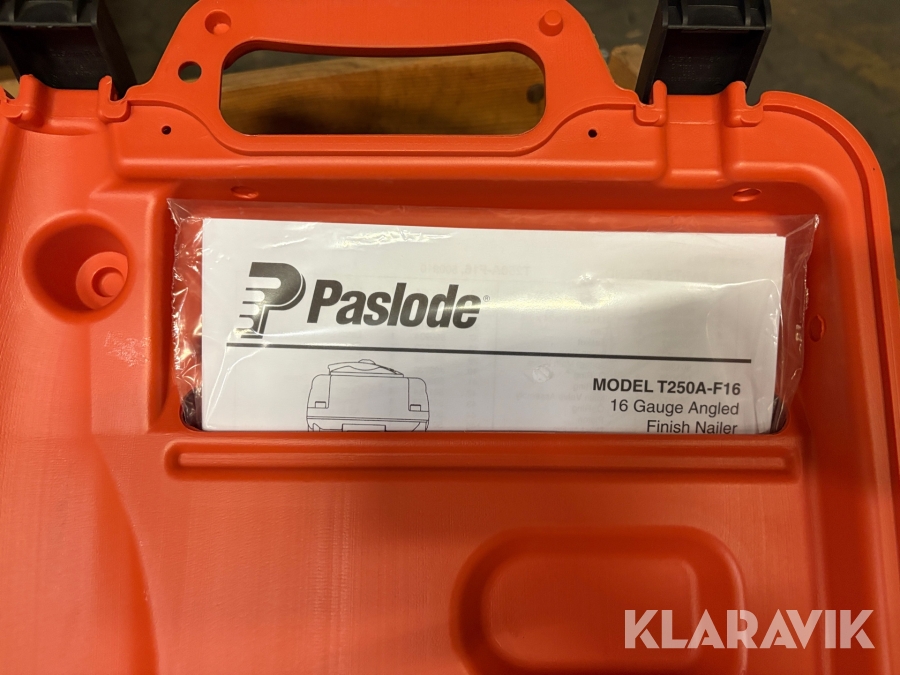 Paslode®
MODEL T250A-F16
16 Gauge Angled
Finish Nailer
KLARAVIK